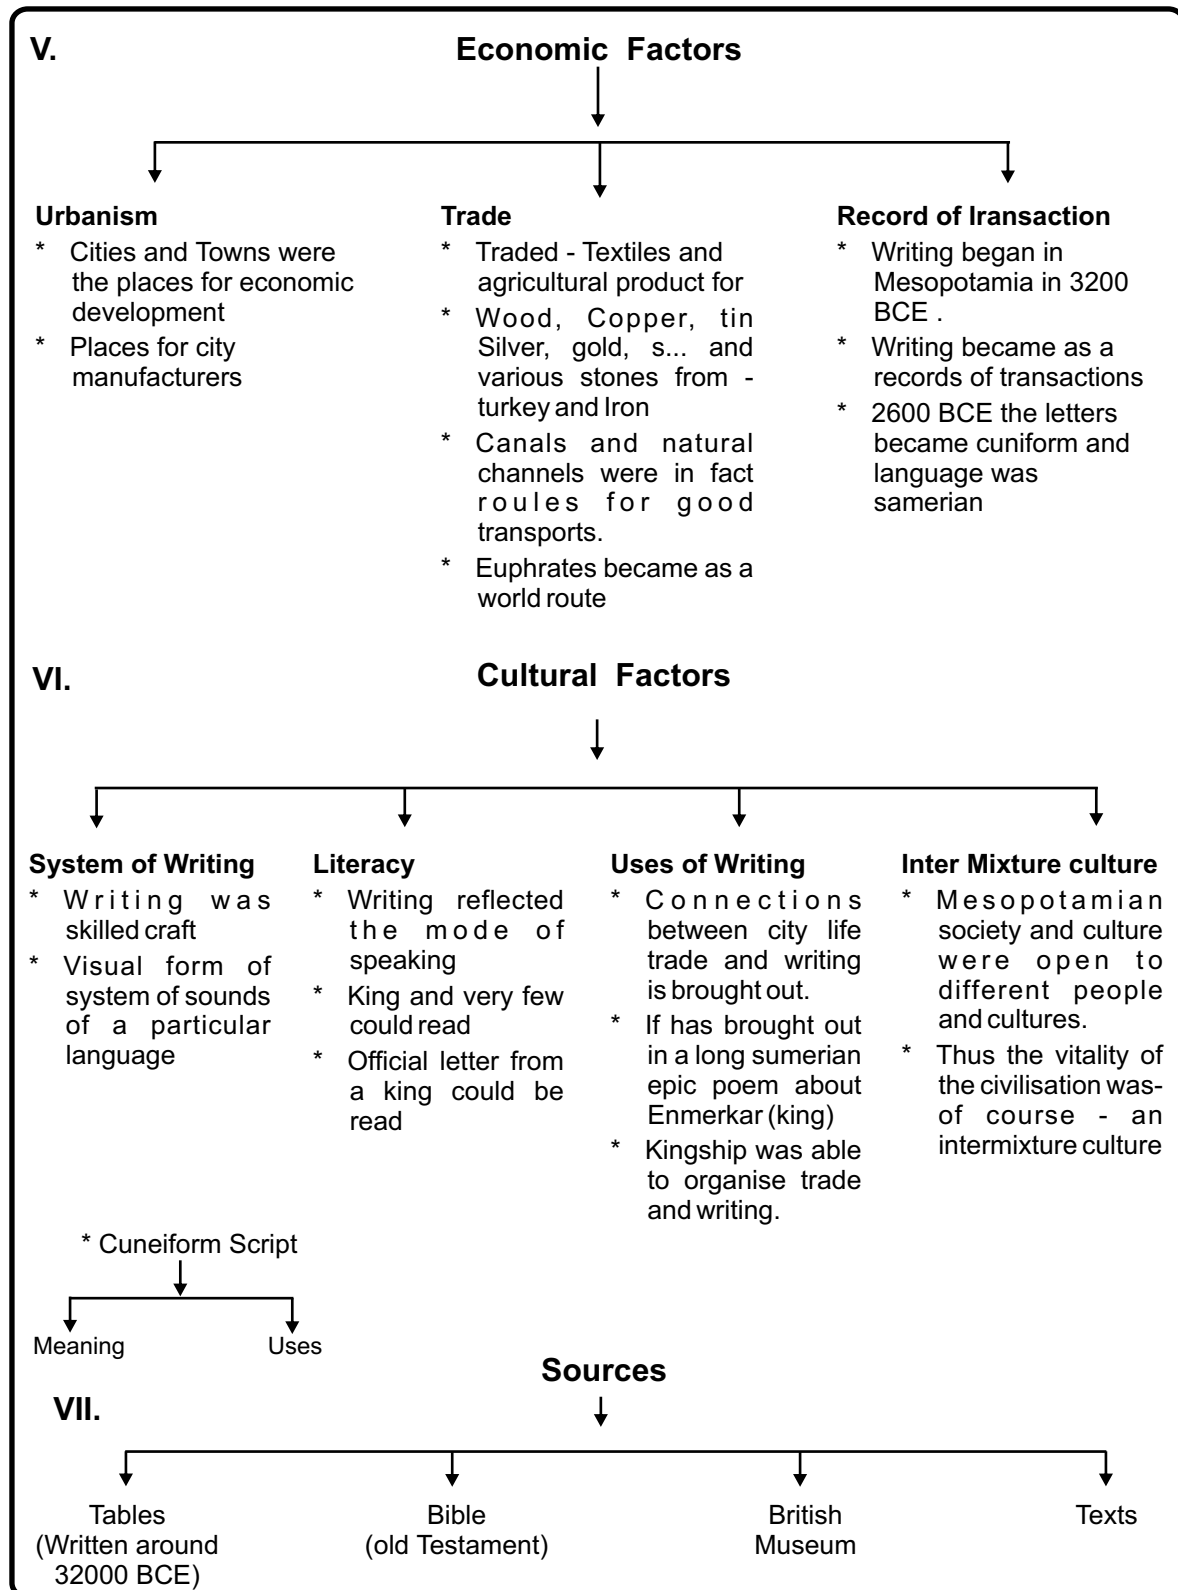 V.
Economic Factors
Urbanism
* Cities and Towns were
the places for economic
development
* Places for city
manufacturers
Trade
* Traded - Textiles and
agricultural product for
* Wood, Copper, tin
Silver, gold, s... and
various stones from -
turkey and Iron
* Canals and natural
channels were in fact
roules for good
transports.
* Euphrates became as a
world route
Record of Iransaction
* Writing began in
Mesopotamia in 3200
BCE .
* Writing became as a
records of transactions
* 2600 BCE the letters
became cuniform and
language was
samerian
VI.
Cultural Factors
System of Writing
* Writing was
skilled craft
* Visual form of
system of sounds
of a particular
language
Literacy
* Writing reflected
the mode of
speaking
* King and very few
could read
* Official letter from
a king could be
read
Uses of Writing
* Connections
between city life
trade and writing
is brought out.
* If has brought out
in a long sumerian
epic poem about
Enmerkar (king)
* Kingship was able
to organise trade
and writing.
Inter Mixture culture
* Mesopotamian
society and culture
were open to
different people
and cultures.
* Thus the vitality of
the civilisation was-
of course - an
intermixture culture
* Cuneiform Script
Meaning
Uses
Sources
VII.
Tables
(Written around
32000 BCE)
Bible
(old Testament)
British
Museum
Texts